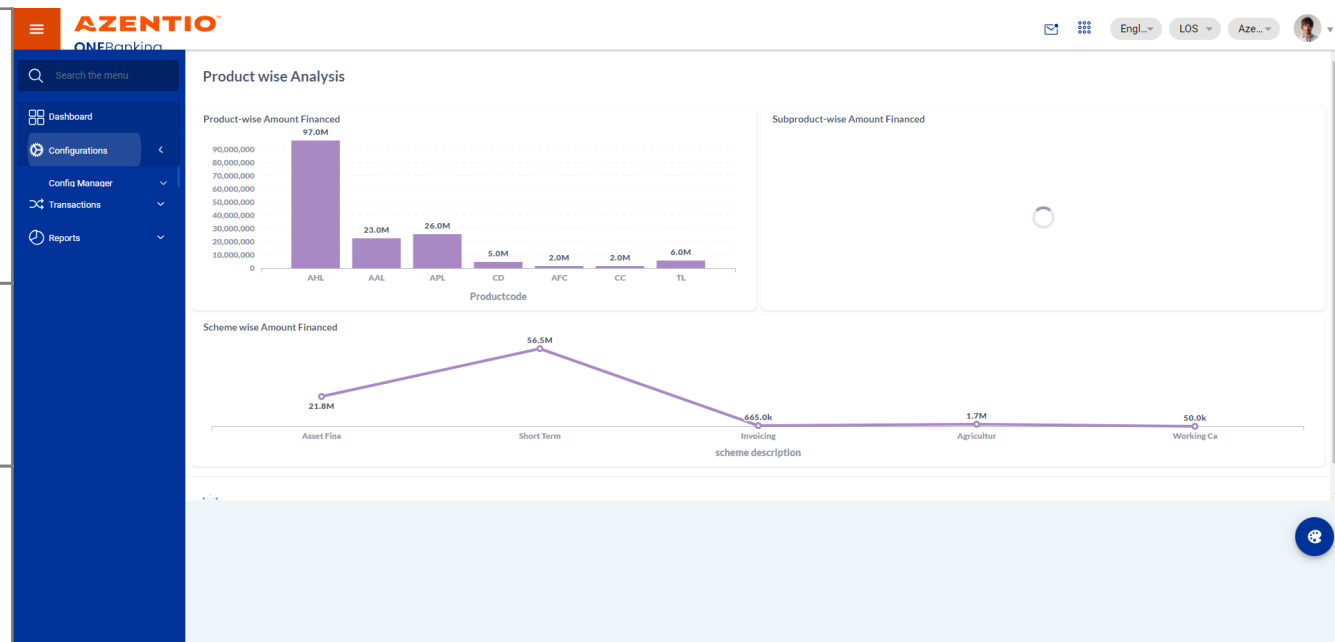 AZENTIO
ONEBanking
Engl...
LOS
Aze...
Search the menu
Dashboard
Configurations
Config Manager
Transactions
Reports
Product wise Analysis
Product-wise Amount Financed
97.0M
90,000,000
80,000,000
70,000,000
60,000,000
50,000,000
40,000,000
30,000,000
20,000,000
10,000,000
0
23.0M
26.0M
5.0M
2.0M
2.0M
6.0M
AHL
AAL
APL
CD
AFC
CC
TL
Productcode
Subproduct-wise Amount Financed
Scheme wise Amount Financed
56.5M
21.8M
665.0k
1.7M
50.0k
Asset Fina
Short Term
Invoicing
Agricultur
Working Ca
scheme description